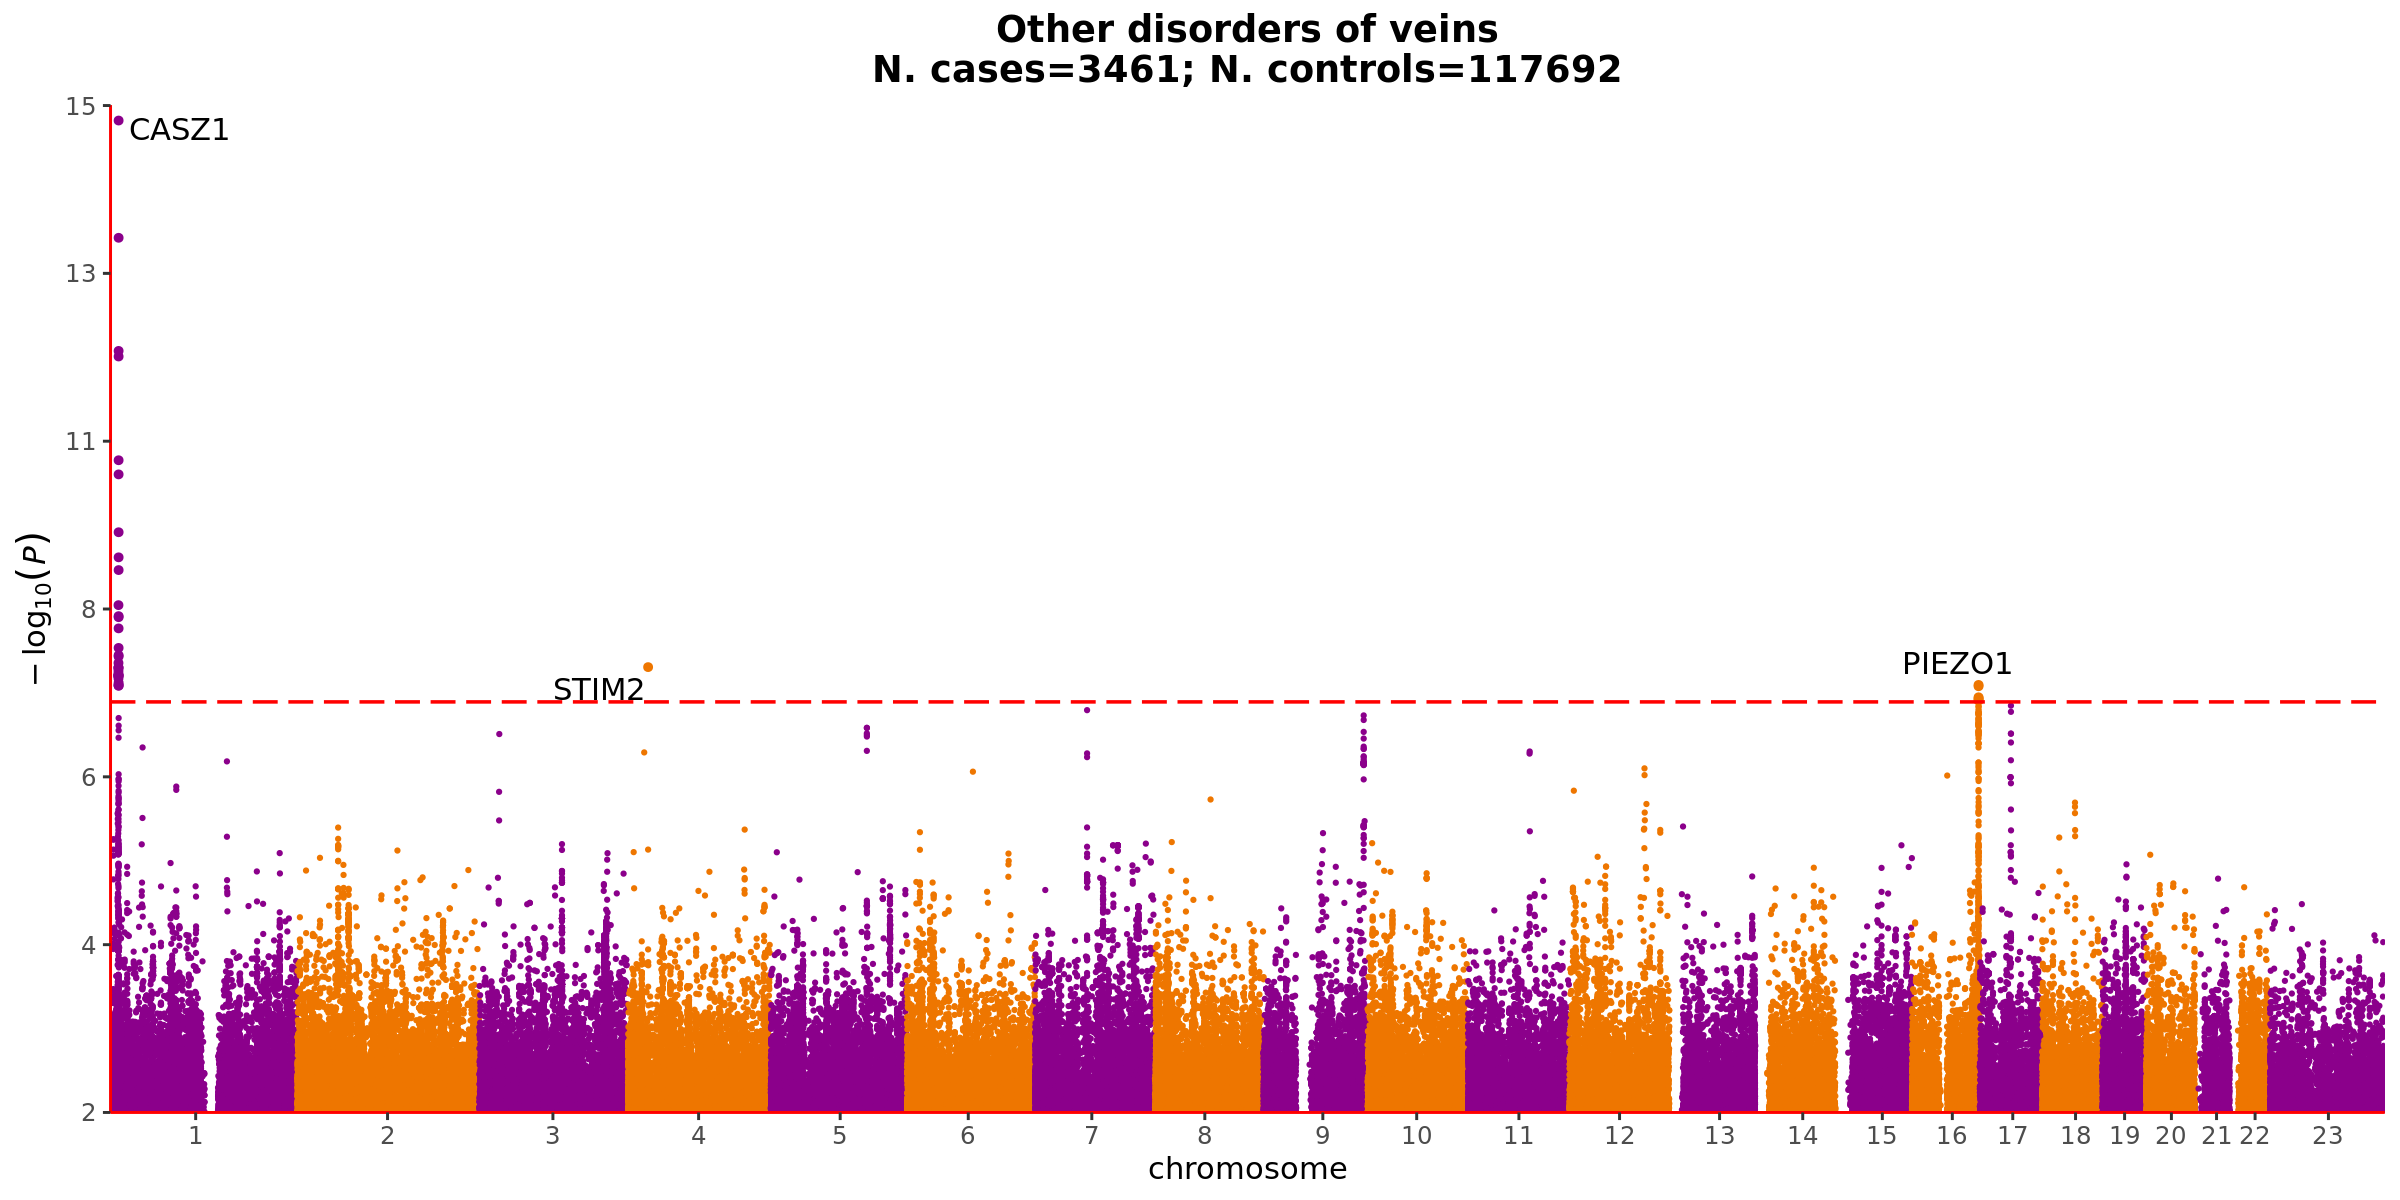 Other disorders of veins
N. cases=3461; N. controls=117692
15
CASZ1
13
11
− log10(P)
8
PIEZO1
STIM2
6
4
2
1 2 3 4 5 6 7 8 9 10 11 12 13 14 15 16 17 18 19 20 21 22 23
chromosome